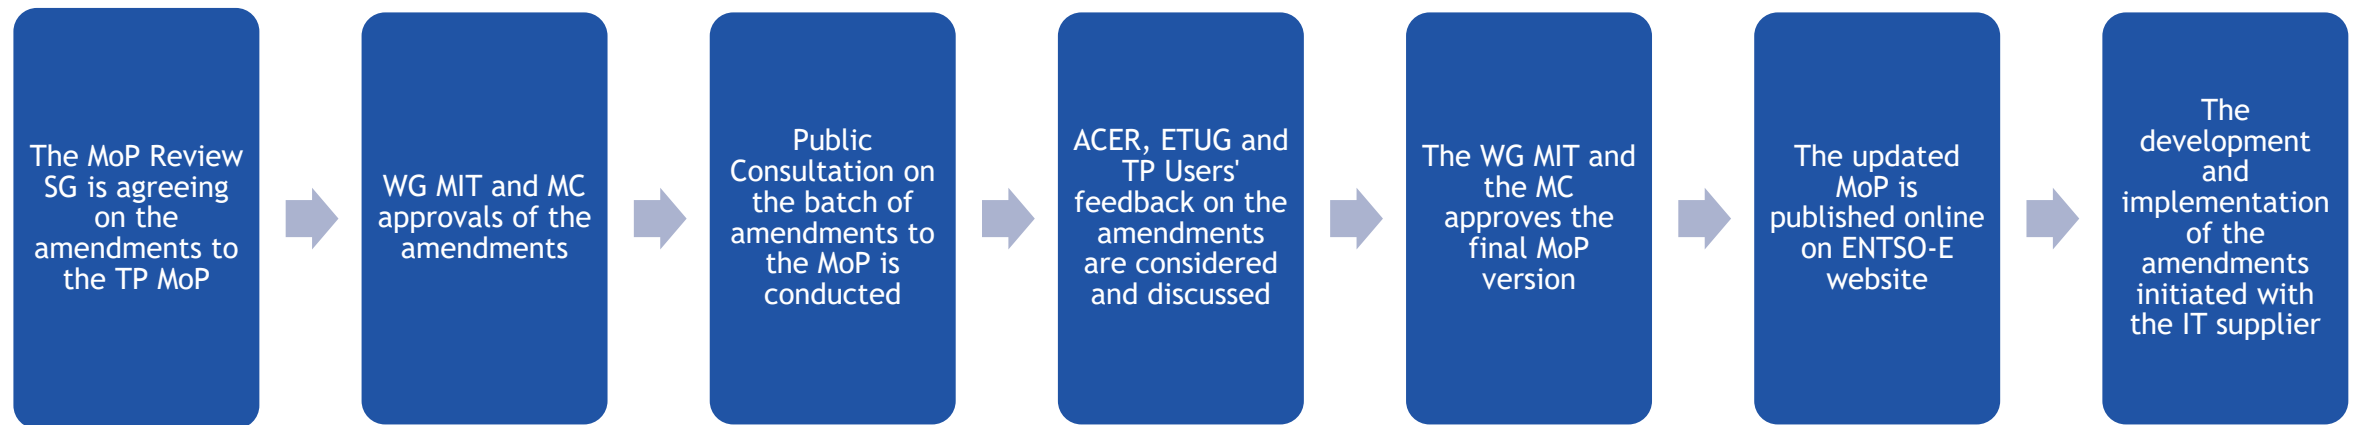 The MoP Review
SG is agreeing
on the
amendments to
the TP MoP
WG MIT and MC
approvals of the
amendments
Public
Consultation on
the batch of
amendments to
the MoP is
conducted
ACER, ETUG and
TP Users'
feedback on the
amendments
are considered
and discussed
The WG MIT and
the MC
approves the
final MoP
version
The updated
MoP is
published online
on ENTSO-E
website
The
development
and
implementation
of the
amendments
initiated with
the IT supplier